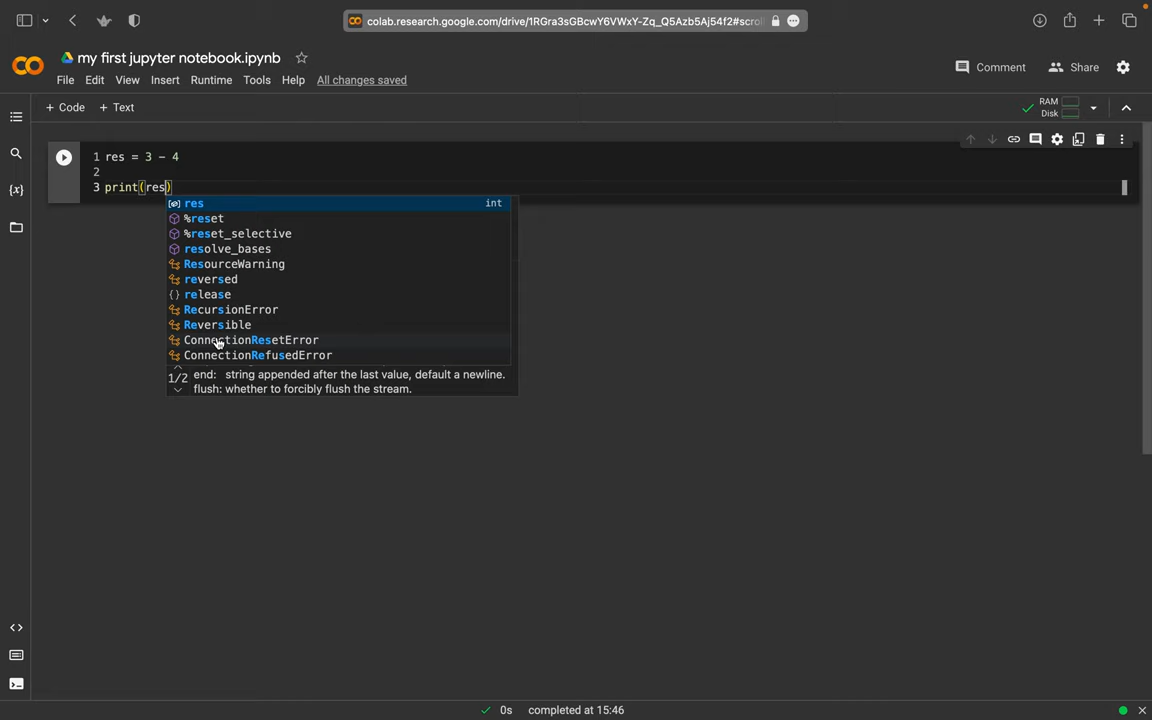 colab.research.google.com/drive/1RGra3sGBcwY6VWxY-Zq_Q5Azb5Aj54f2#scroll
my first jupyter notebook.ipynb
File Edit View Insert Runtime Tools Help All changes saved
Comment Share
+ Code + Text
RAM
Disk
1 res = 3 - 4
2
3 print(res)
res int
%reset
%reset_selective
resolve_bases
ResourceWarning
reversed
release
RecursionError
Reversible
ConnectionResetError
ConnectionRefusedError
1/2
end: string appended after the last value, default a newline.
flush: whether to forcibly flush the stream.
0s completed at 15:46